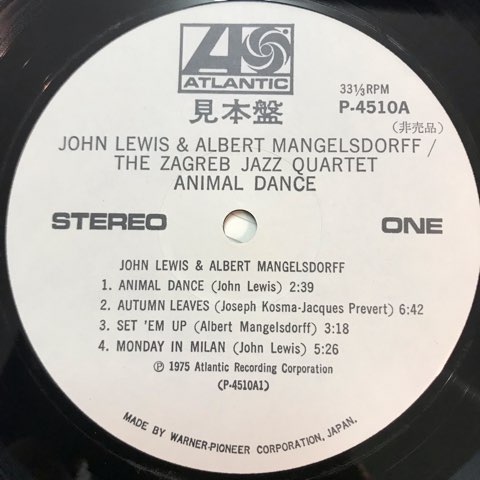 ATLANTIC
見本盤
33⅓RPM
P-4510A
(非売品)
JOHN LEWIS & ALBERT MANGELSDORFF /
THE ZAGREB JAZZ QUARTET
ANIMAL DANCE
STEREO
ONE
JOHN LEWIS & ALBERT MANGELSDORFF
1. ANIMAL DANCE (John Lewis) 2:39
2. AUTUMN LEAVES (Joseph Kosma-Jacques Prevert) 6:42
3. SET 'EM UP (Albert Mangelsdorff) 3:18
4. MONDAY IN MILAN (John Lewis) 5:26
℗ 1975 Atlantic Recording Corporation
(P-4510A1)
MADE BY WARNER-PIONEER CORPORATION, JAPAN.